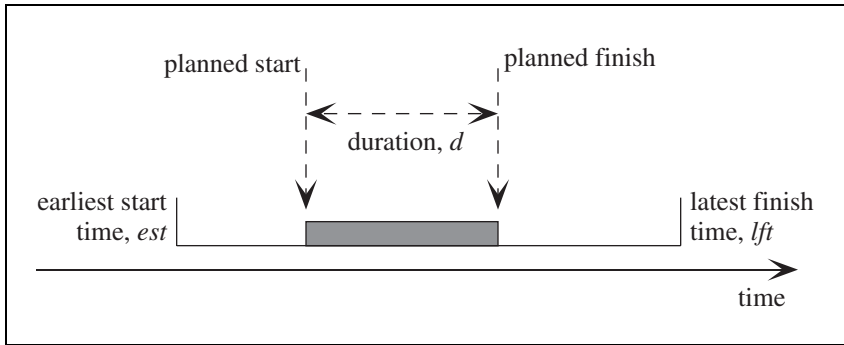 planned start
planned finish
duration, d
earliest start
time, est
latest finish
time, lft
time